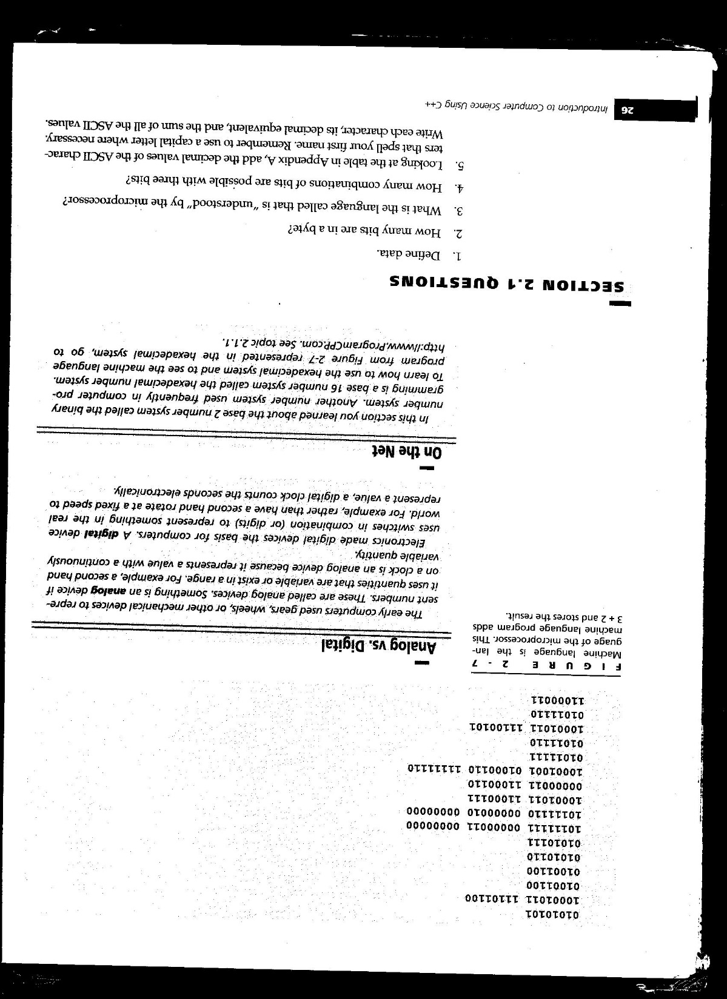 01010101
10001011 11101100
01001100
01001100
01010110
01010111
10111111 00000011 00000000
10111110 00000010 00000000
10001011 11000111
00000011 11000110
10001001 01000110 11111110
01011111
01011110
10001011 11100101
01011110
11000011
FIGURE 2-7
Machine language is the lan-
guage of the microprocessor. This
machine language program adds
3 + 2 and stores the result.
Analog vs. Digital
The early computers used gears, wheels, or other mechanical devices to repre-
sent numbers. These are called analog devices. Something is an analog device if
it uses quantities that are variable or exist in a range. For example, a second hand
on a clock is an analog device because it represents a value with a continuously
variable quantity.
Electronics made digital devices the basis for computers. A digital device
uses switches in combination (or digits) to represent something in the real
world. For example, rather than have a second hand rotate at a fixed speed to
represent a value, a digital clock counts the seconds electronically.
On the Net
In this section you learned about the base 2 number system called the binary
number system. Another number system used frequently in computer pro-
gramming is a base 16 number system called the hexadecimal number system.
To learn how to use the hexadecimal system and to see the machine language
program from Figure 2-7 represented in the hexadecimal system, go to
http://www.ProgramCPP.com. See topic 2.1.1.
SECTION 2.1 QUESTIONS
1. Define data.
2. How many bits are in a byte?
3. What is the language called that is "understood" by the microprocessor?
4. How many combinations of bits are possible with three bits?
5. Looking at the table in Appendix A, add the decimal values of the ASCII charac-
ters that spell your first name. Remember to use a capital letter where necessary.
Write each character, its decimal equivalent, and the sum of all the ASCII values.
26 Introduction to Computer Science Using C++